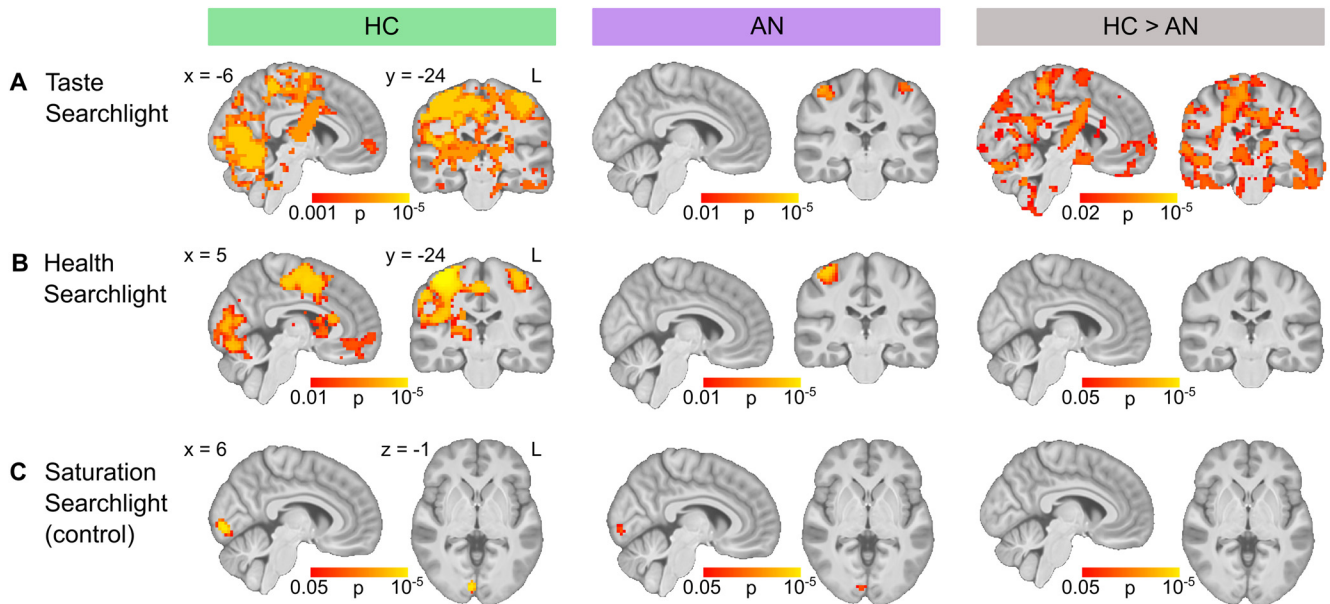 HC AN HC > AN
A Taste Searchlight
x = -6 y = -24 L
0.001 p 10-5
0.01 p 10-5
0.02 p 10-5
B Health Searchlight
x = 5 y = -24 L
0.01 p 10-5
0.01 p 10-5
0.05 p 10-5
C Saturation Searchlight (control)
x = 6 z = -1 L
0.05 p 10-5
0.05 p 10-5
0.05 p 10-5